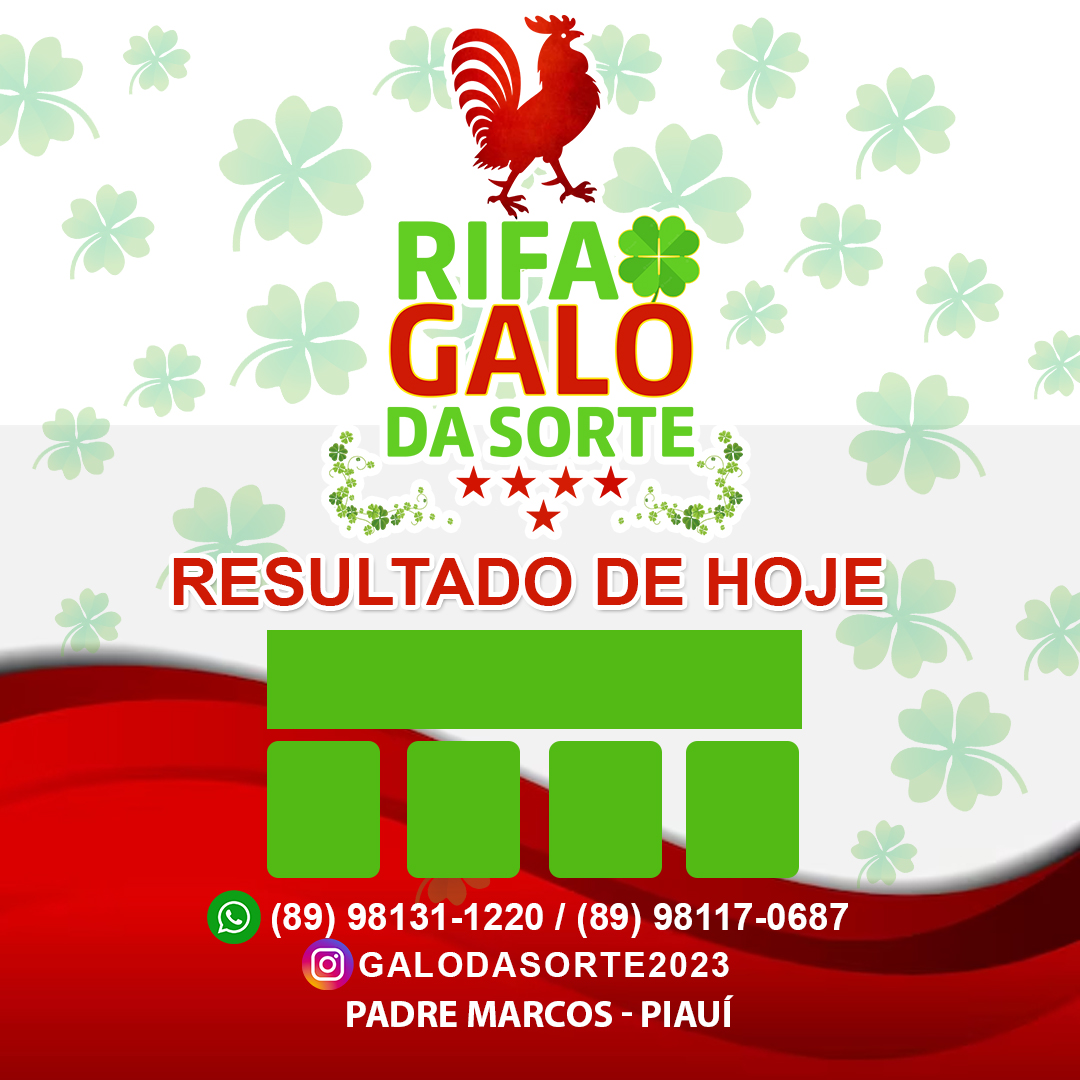 RIFA
GALO
DA SORTE
RESULTADO DE HOJE
(89) 98131-1220 / (89) 98117-0687
GALODASORTE2023
PADRE MARCOS - PIAUÍ